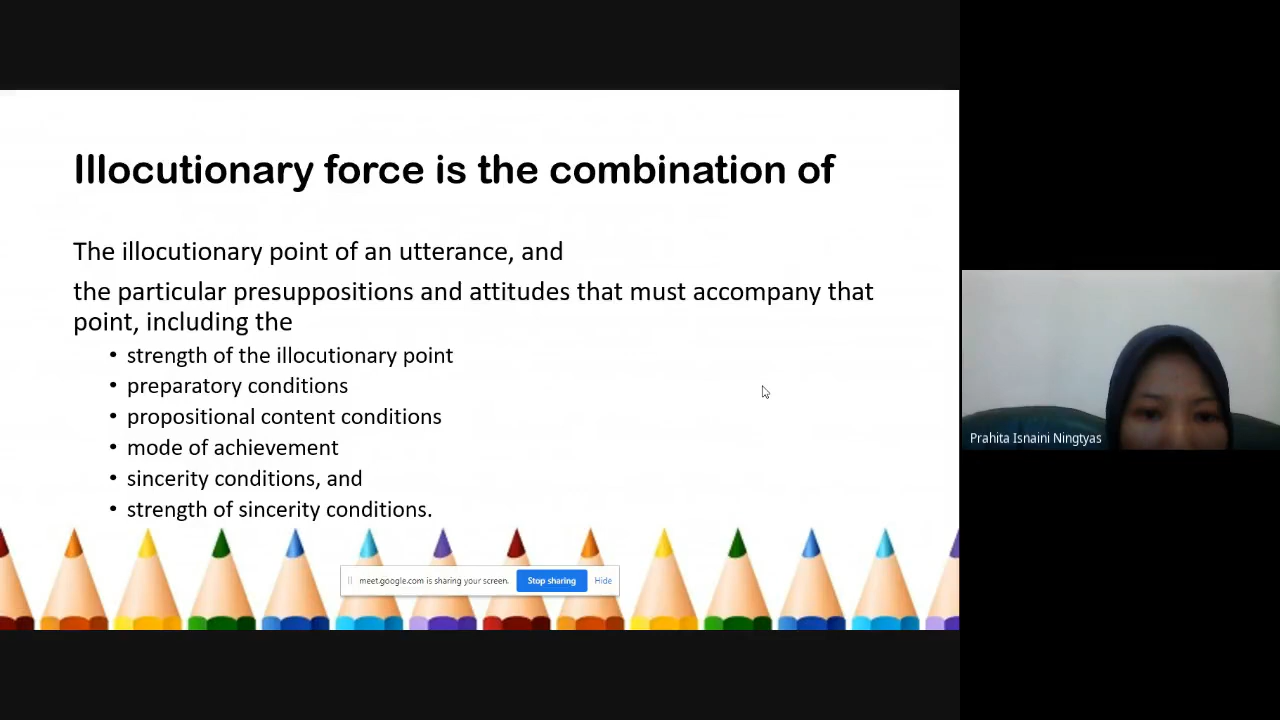 Illocutionary force is the combination of
The illocutionary point of an utterance, and
the particular presuppositions and attitudes that must accompany that
point, including the
• strength of the illocutionary point
• preparatory conditions
• propositional content conditions
• mode of achievement
• sincerity conditions, and
• strength of sincerity conditions.
meet.google.com is sharing your screen. Stop sharing Hide
Prahita Isnaini Ningtyas